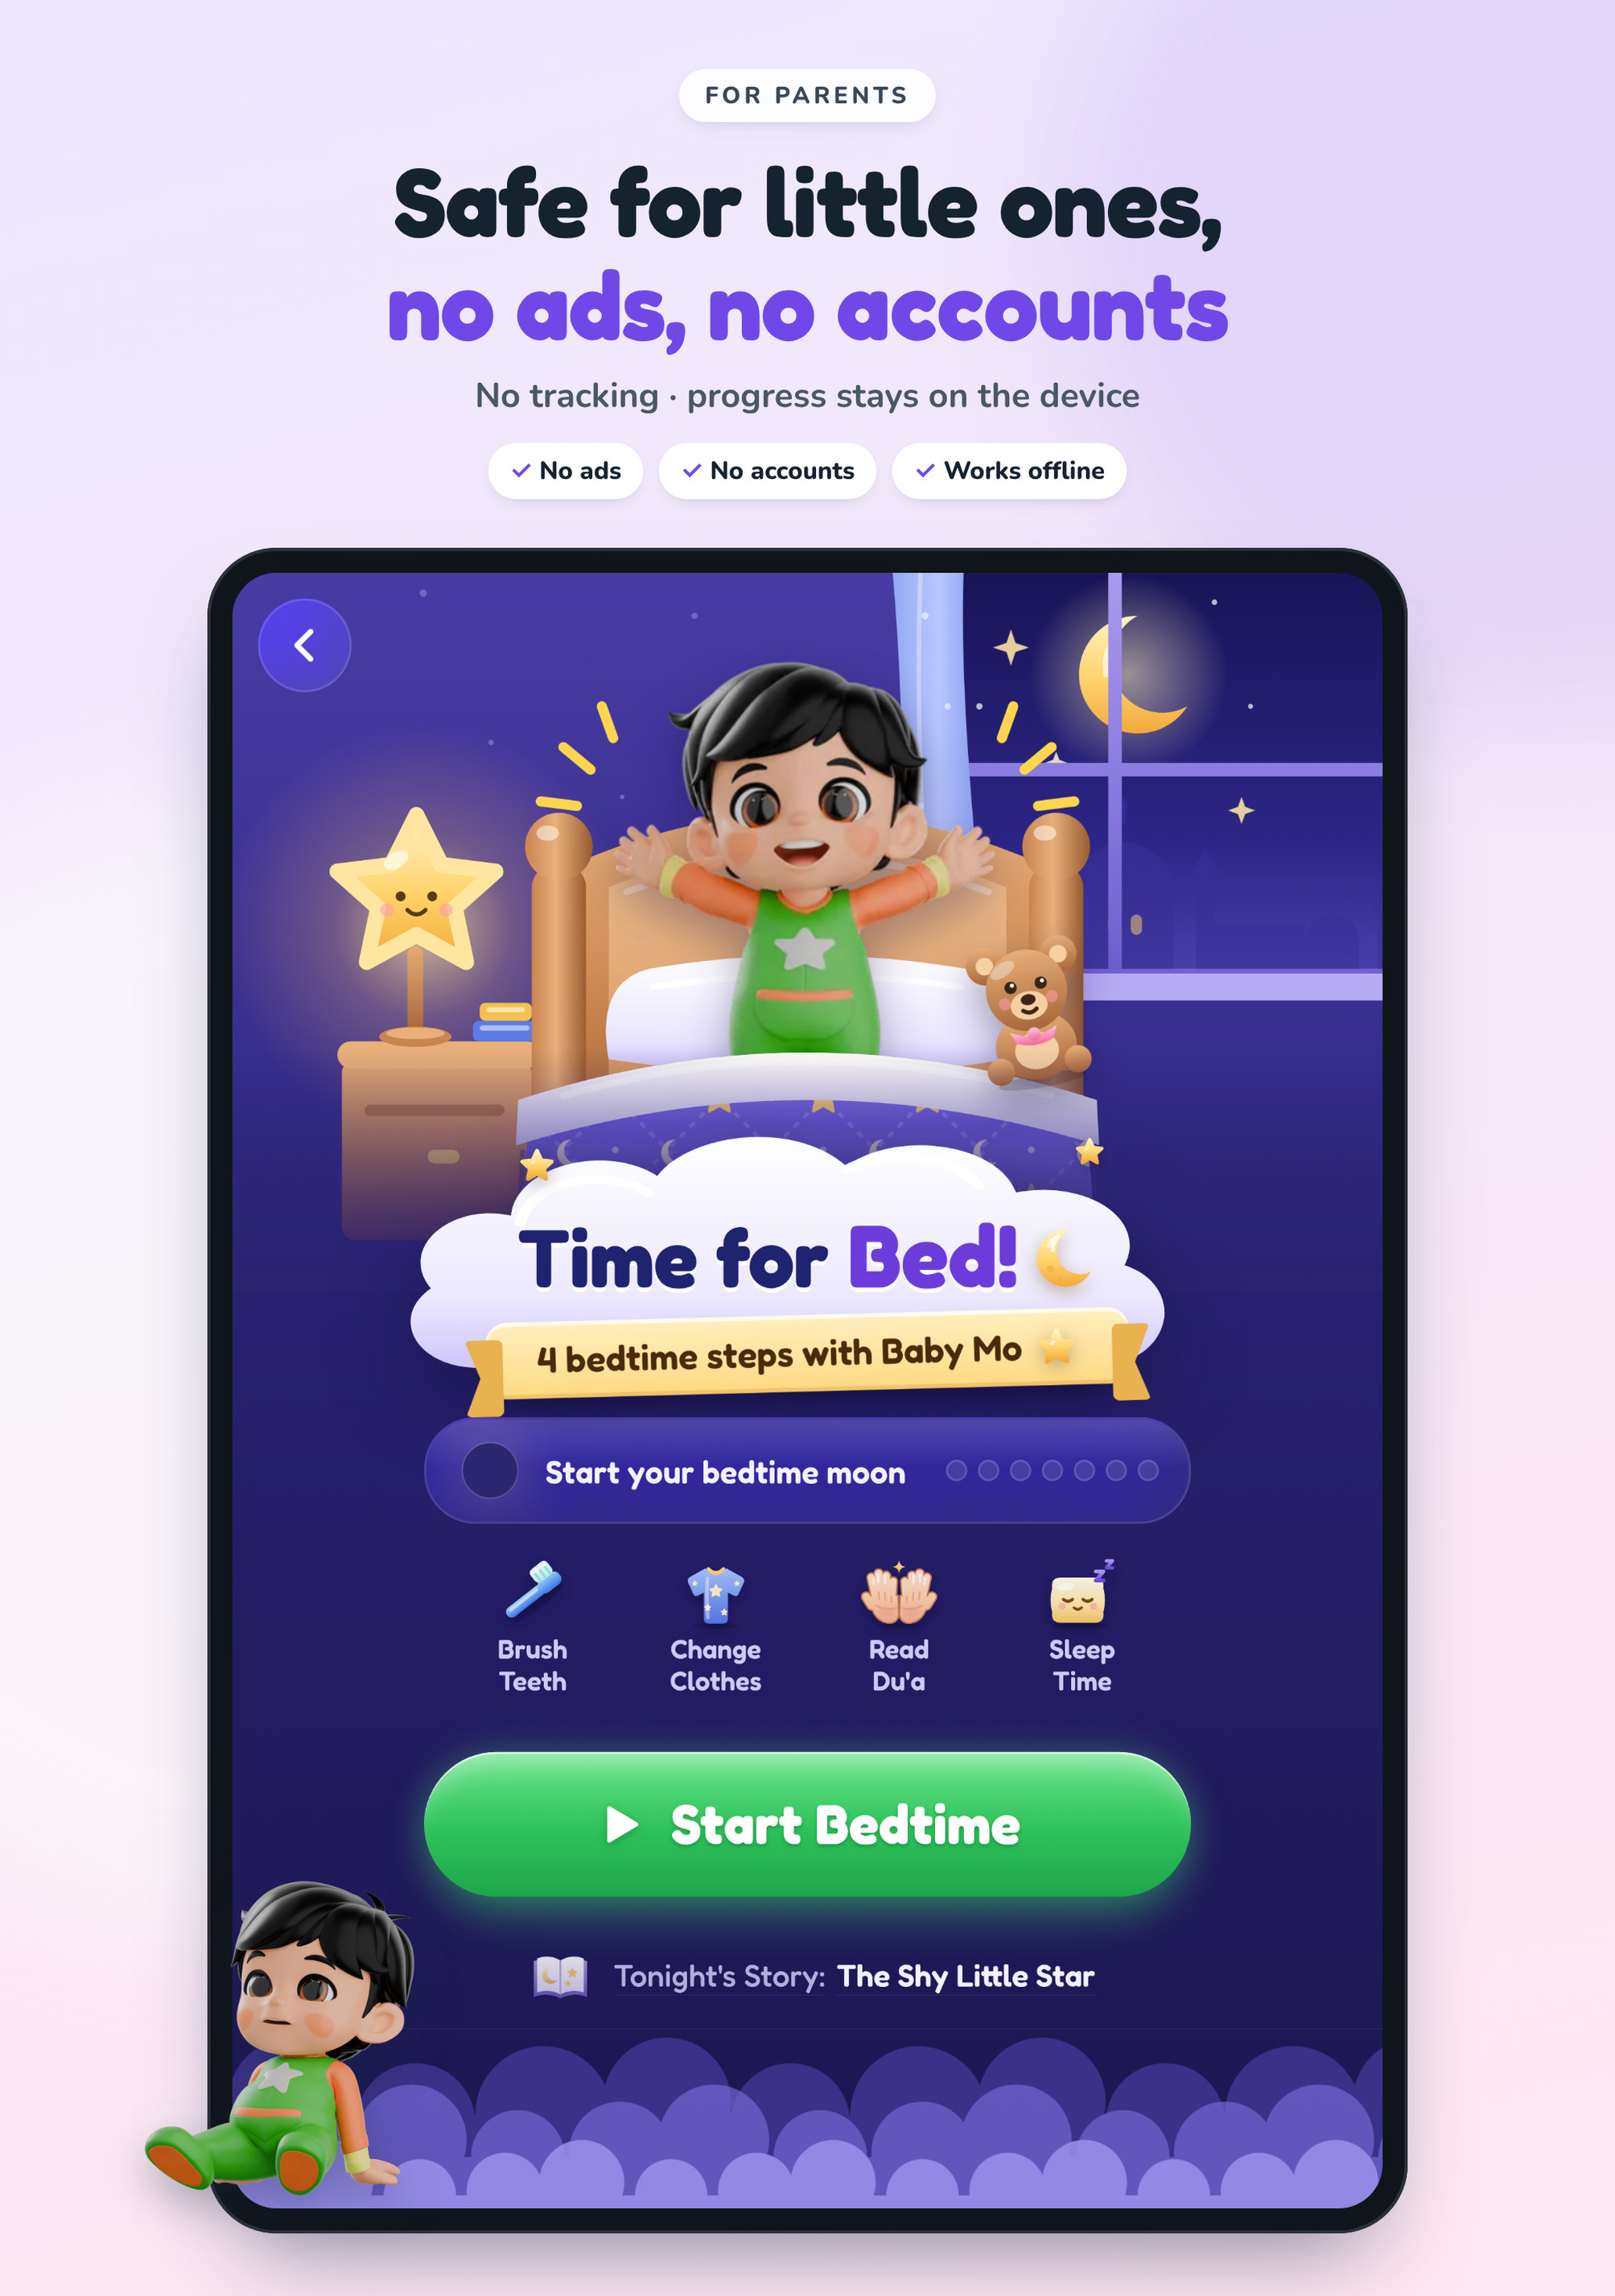 FOR PARENTS
Safe for little ones,
no ads, no accounts
No tracking · progress stays on the device
No ads
No accounts
Works offline
Time for Bed!
4 bedtime steps with Baby Mo
Start your bedtime moon
Brush
Teeth
Change
Clothes
Read
Du'a
Sleep
Time
Start Bedtime
Tonight's Story: The Shy Little Star